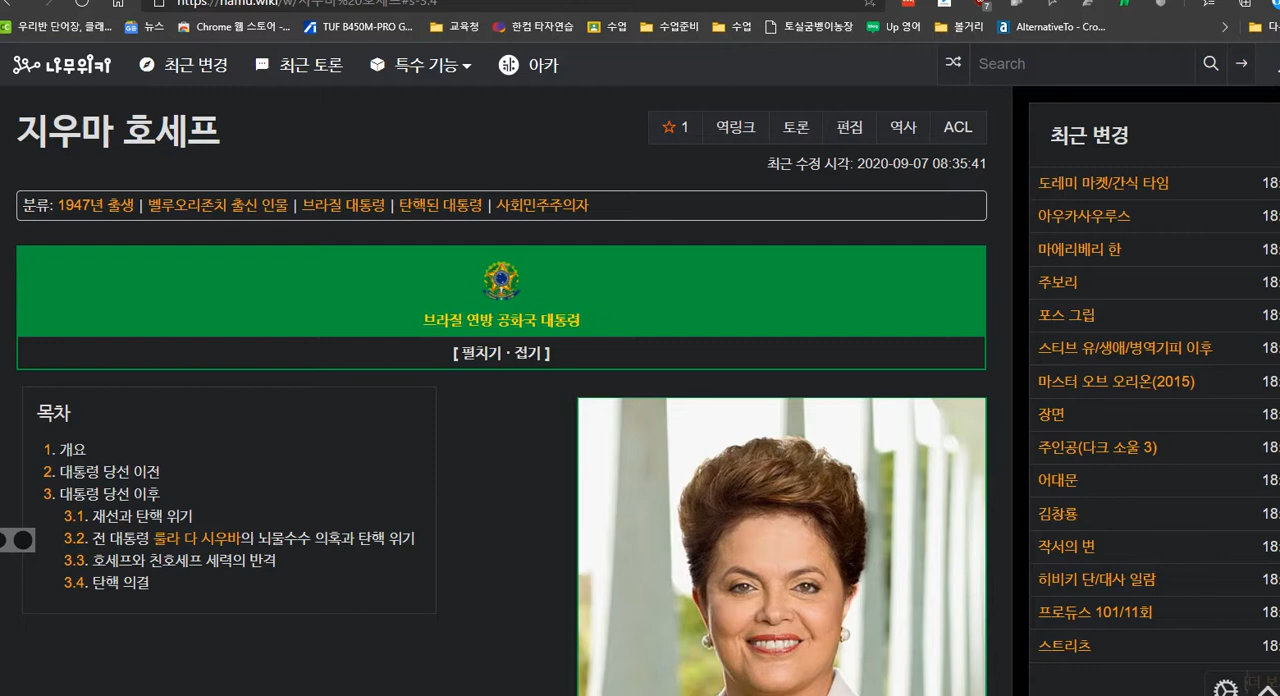 우리반 단어장, 클래... 뉴스 Chrome 웹 스토어 -... TUF B450M-PRO G... 교육청 한컴 타자연습 수업 수업준비 수업 토실굼벵이농장 Up 영어 볼거리 AlternativeTo - Cro...
나무위키 최근 변경 최근 토론 특수 기능 아카 Search
지우마 호세프
1 역링크 토론 편집 역사 ACL
최근 수정 시각: 2020-09-07 08:35:41
분류: 1947년 출생 | 벨루오리존치 출신 인물 | 브라질 대통령 | 탄핵된 대통령 | 사회민주주의자
브라질 연방 공화국 대통령
[ 펼치기 · 접기 ]
목차
1. 개요
2. 대통령 당선 이전
3. 대통령 당선 이후
3.1. 재선과 탄핵 위기
3.2. 전 대통령 룰라 다 시우바의 뇌물수수 의혹과 탄핵 위기
3.3. 호세프와 친호세프 세력의 반격
3.4. 탄핵 의결
최근 변경
도레미 마켓/간식 타임 18:
아우카사우루스 18:
마에리베리 한 18:
주보리 18:
포스 그립 18:
스티브 유/생애/병역기피 이후 18:
마스터 오브 오리온(2015) 18:
장면 18:
주인공(다크 소울 3) 18:
어대문 18:
김창룡 18:
작서의 변 18:
히비키 단/대사 일람 18:
프로듀스 101/11회 18:
스트리츠 18: